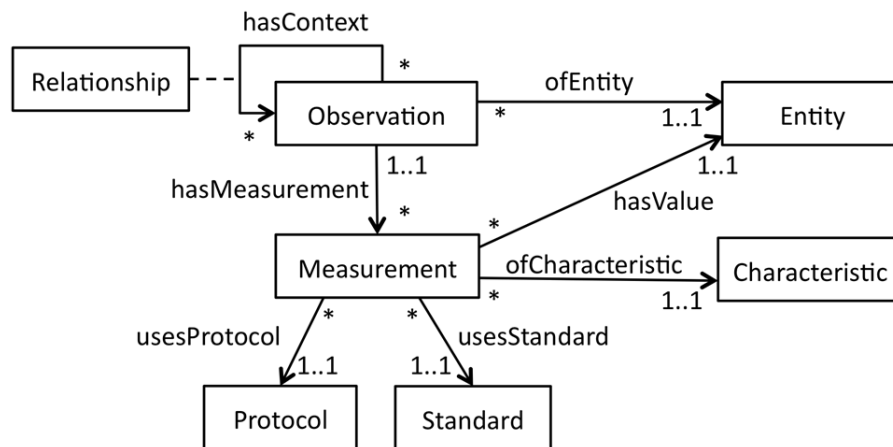 hasContext
*
Relationship
ofEntity
Observation
*
*
1..1
Entity
1..1
1..1
hasMeasurement
hasValue
*
*
Measurement
ofCharacteristic
Characteristic
*
1..1
*
*
usesProtocol
usesStandard
1..1
1..1
Protocol
Standard